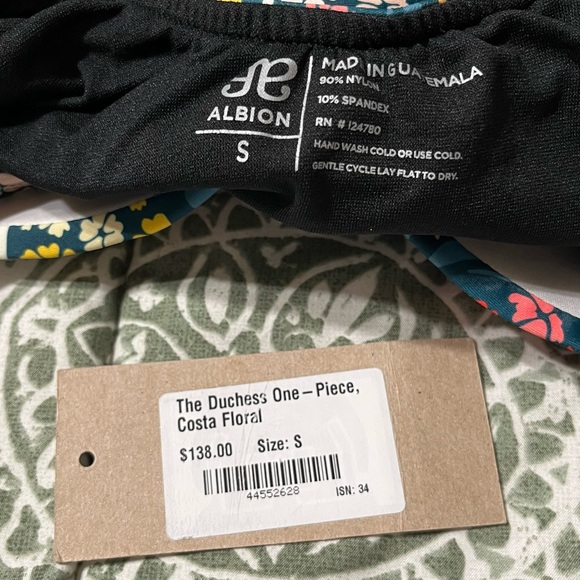 ALBION
S
MADE IN GUATEMALA
90% NYLON
10% SPANDEX
RN # 124780
HAND WASH COLD OR USE COLD.
GENTLE CYCLE LAY FLAT TO DRY.
The Duchess One-Piece,
Costa Floral
$138.00 Size: S
44552628
ISN: 34